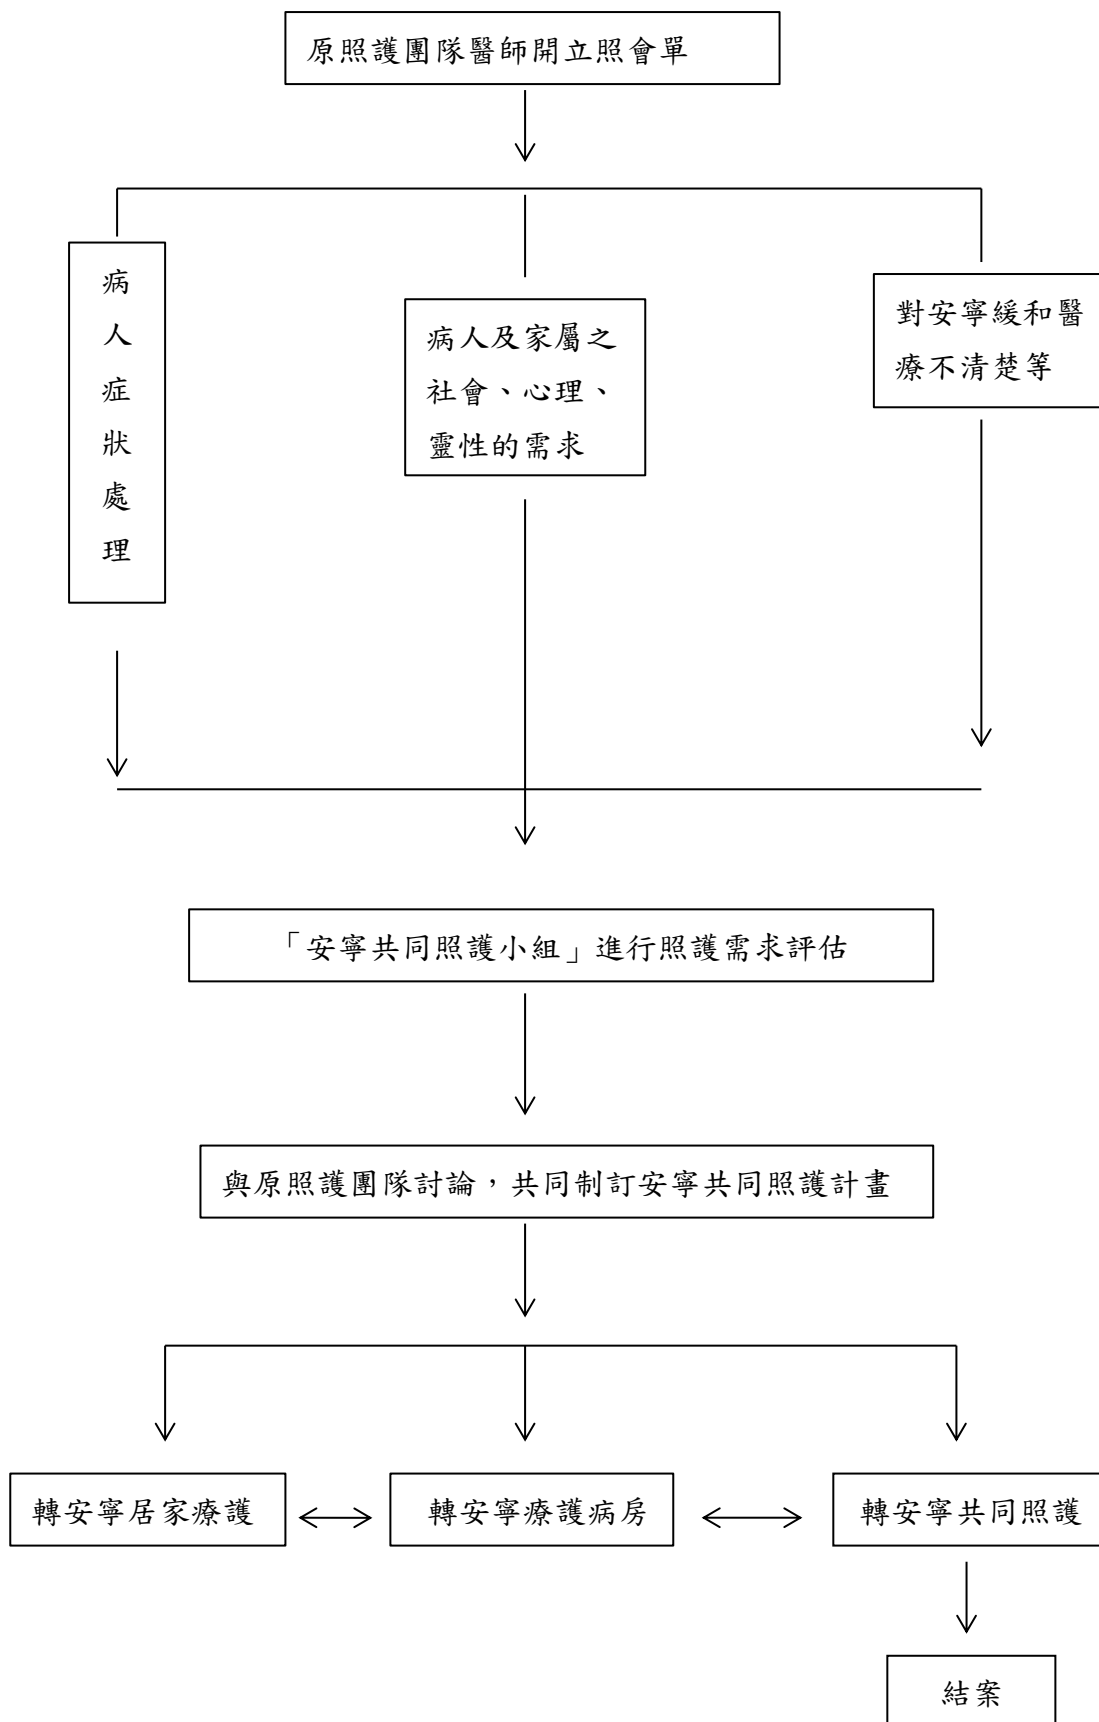 原照護團隊醫師開立照會單
病人症狀處理
病人及家屬之
社會、心理、
靈性的需求
對安寧緩和醫
療不清楚等
「安寧共同照護小組」進行照護需求評估
與原照護團隊討論，共同制訂安寧共同照護計畫
轉安寧居家療護
轉安寧療護病房
轉安寧共同照護
結案